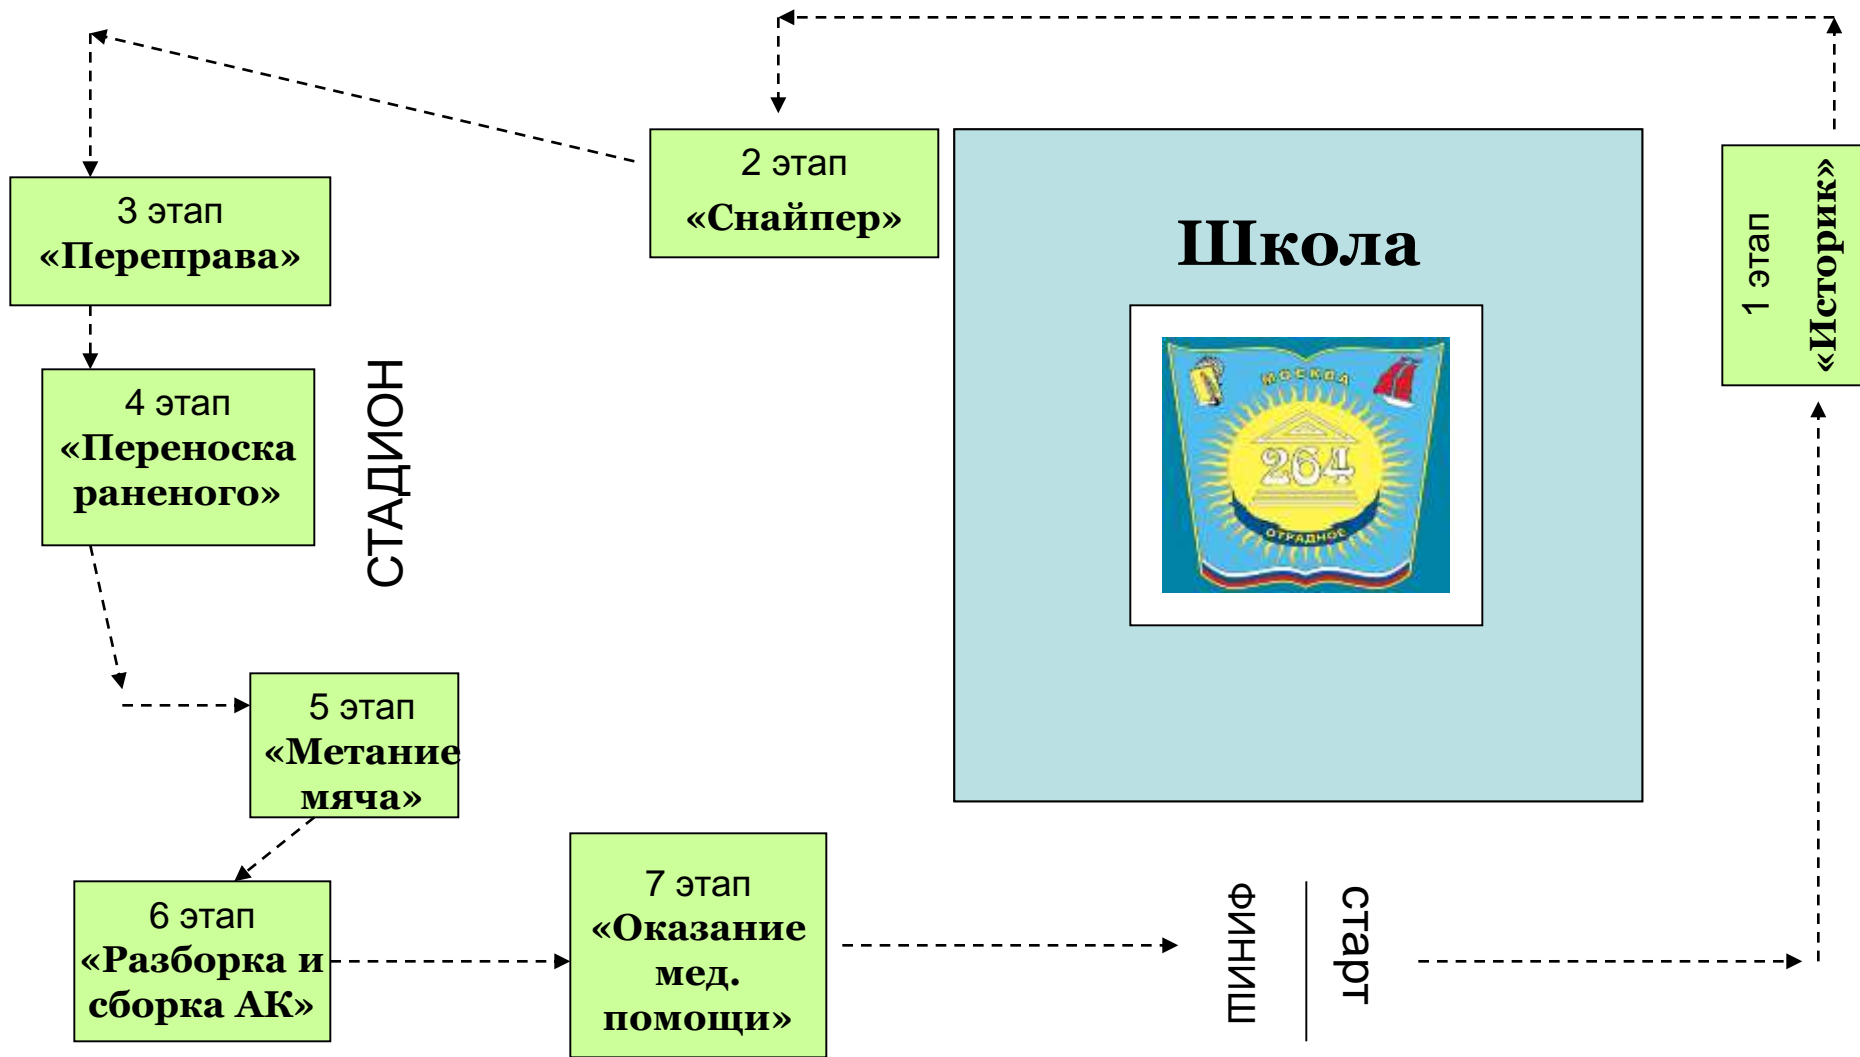 2 этап
«Снайпер»
Школа
1 этап
«Историк»
3 этап
«Переправа»
МОСКВА
264
ОТРАДНОЕ
4 этап
«Переноска
раненого»
СТАДИОН
5 этап
«Метание
мяча»
6 этап
«Разборка и
сборка АК»
7 этап
«Оказание
мед.
помощи»
ФИНИШ
старт